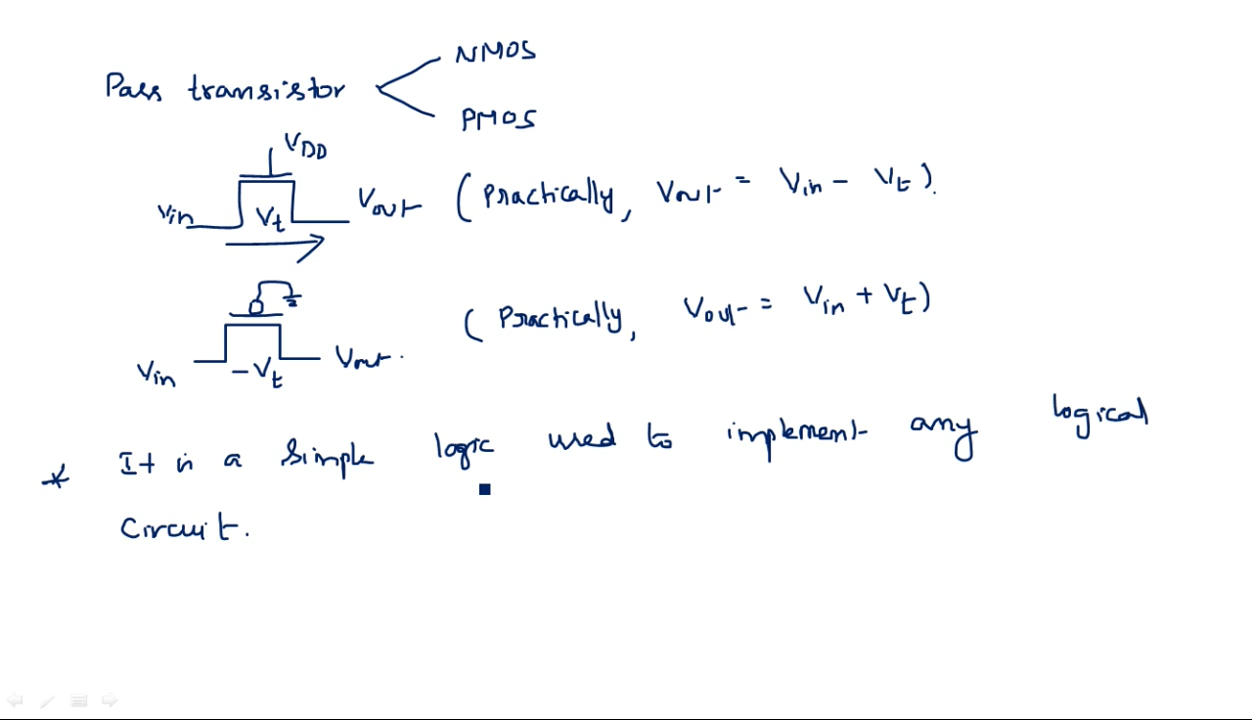 Pass transistor
NMOS
PMOS
VDD
Vin Vt Vout (Practically, Vout = Vin - Vt).
Vin -Vt Vout. (Practically, Vout = Vin + Vt)
* It is a simple logic used to implement any logical
Circuit.